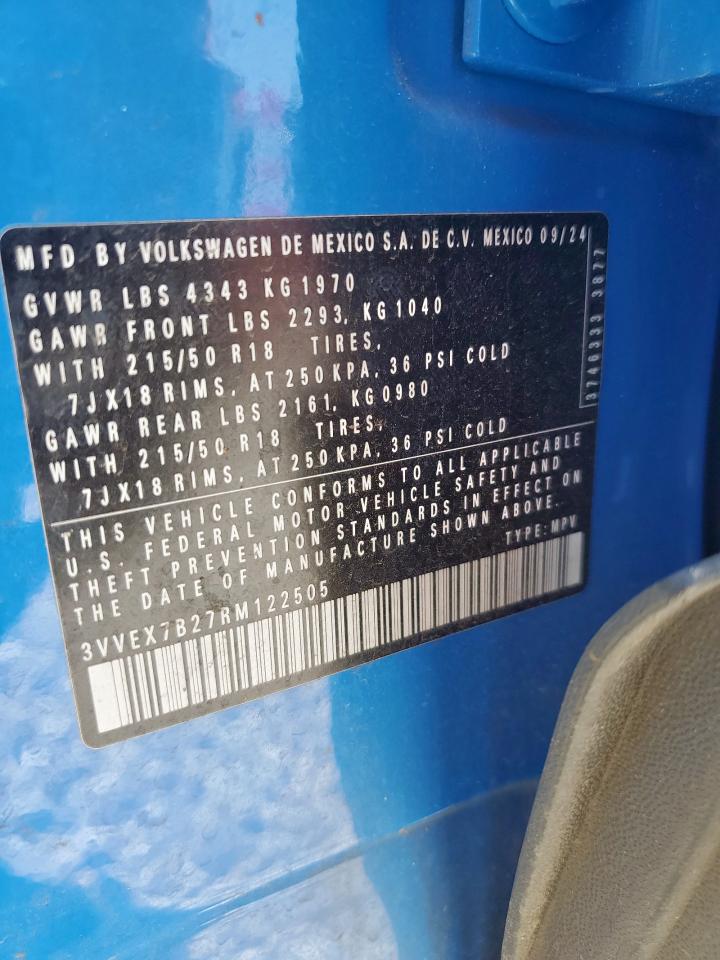 MFD BY VOLKSWAGEN DE MEXICO S.A. DE C.V. MEXICO 09/24
GVWR LBS 4343 KG 1970
GAWR FRONT LBS 2293, KG 1040
WITH 215/50 R18 TIRES,
7JX18 RIMS, AT 250 KPA, 36 PSI COLD
GAWR REAR LBS 2161, KG 0980
WITH 215/50 R18 TIRES,
7JX18 RIMS, AT 250 KPA, 36 PSI COLD
3746333 3877
THIS VEHICLE CONFORMS TO ALL APPLICABLE
U.S. FEDERAL MOTOR VEHICLE SAFETY AND
THEFT PREVENTION STANDARDS IN EFFECT ON
THE DATE OF MANUFACTURE SHOWN ABOVE.
TYPE: MPV
3VVEX7B27RM122505